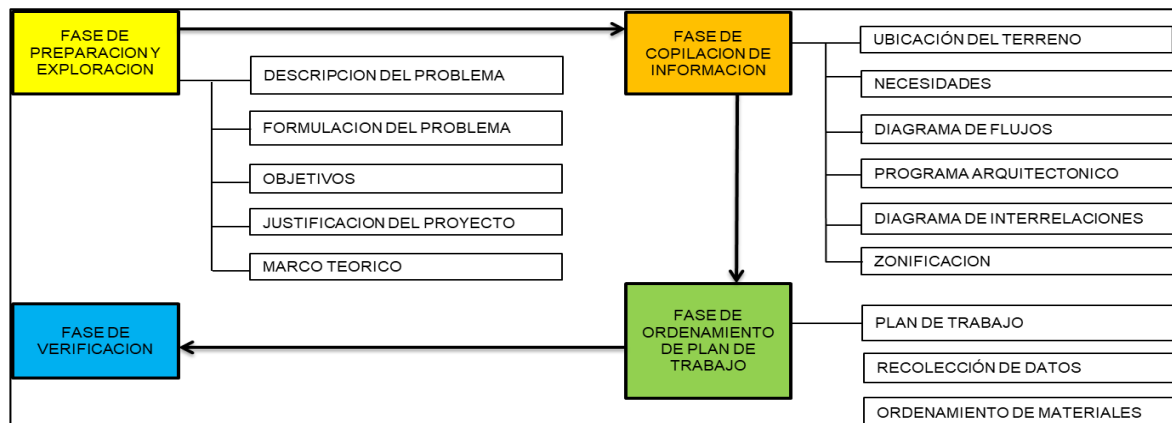 FASE DE
PREPARACION Y
EXPLORACION
DESCRIPCION DEL PROBLEMA
FORMULACION DEL PROBLEMA
OBJETIVOS
JUSTIFICACION DEL PROYECTO
MARCO TEORICO
FASE DE
COPILACION DE
INFORMACION
UBICACIÓN DEL TERRENO
NECESIDADES
DIAGRAMA DE FLUJOS
PROGRAMA ARQUITECTONICO
DIAGRAMA DE INTERRELACIONES
ZONIFICACION
FASE DE
ORDENAMIENTO
DE PLAN DE
TRABAJO
PLAN DE TRABAJO
RECOLECCIÓN DE DATOS
ORDENAMIENTO DE MATERIALES
FASE DE
VERIFICACION